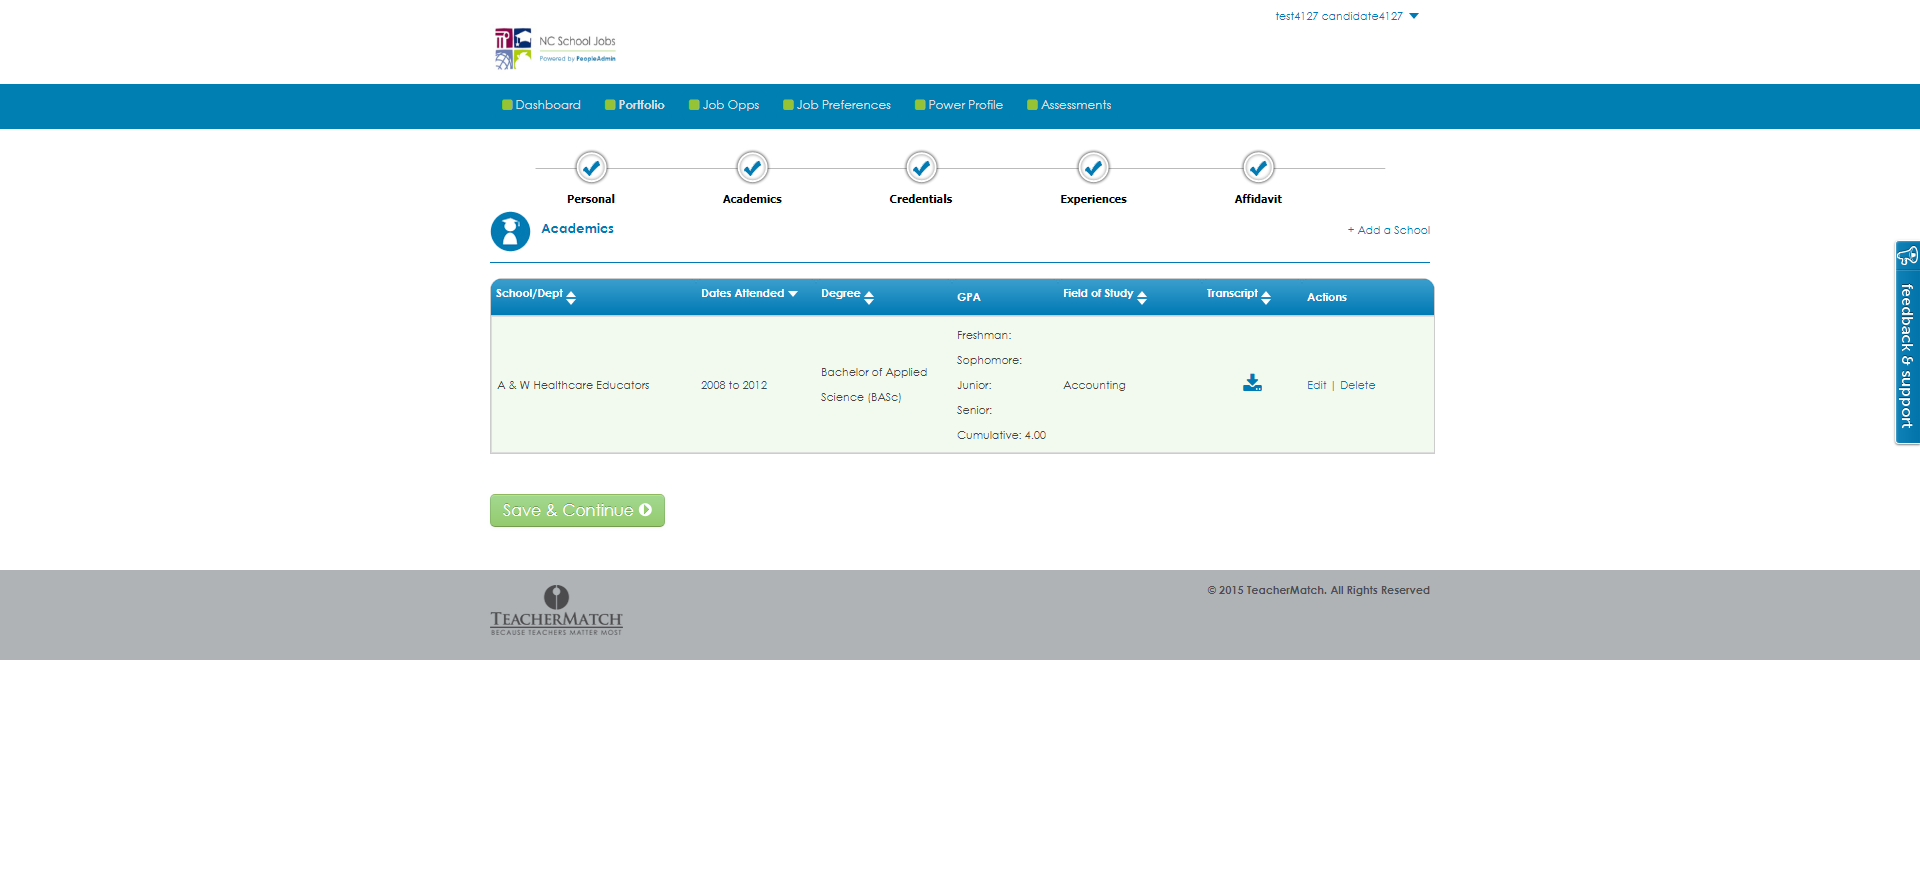 test4127 candidate4127
NC School Jobs
Powered by PeopleAdmin
Dashboard Portfolio Job Opps Job Preferences Power Profile Assessments
Personal Academics Credentials Experiences Affidavit
Academics
+ Add a School
School/Dept Dates Attended Degree GPA Field of Study Transcript Actions
Freshman:
Sophomore:
A & W Healthcare Educators 2008 to 2012 Bachelor of Applied Junior: Accounting Edit | Delete
Science (BASc)
Senior:
Cumulative: 4.00
Save & Continue
feedback & support
TEACHERMATCH
BECAUSE TEACHERS MATTER MOST
© 2015 TeacherMatch. All Rights Reserved